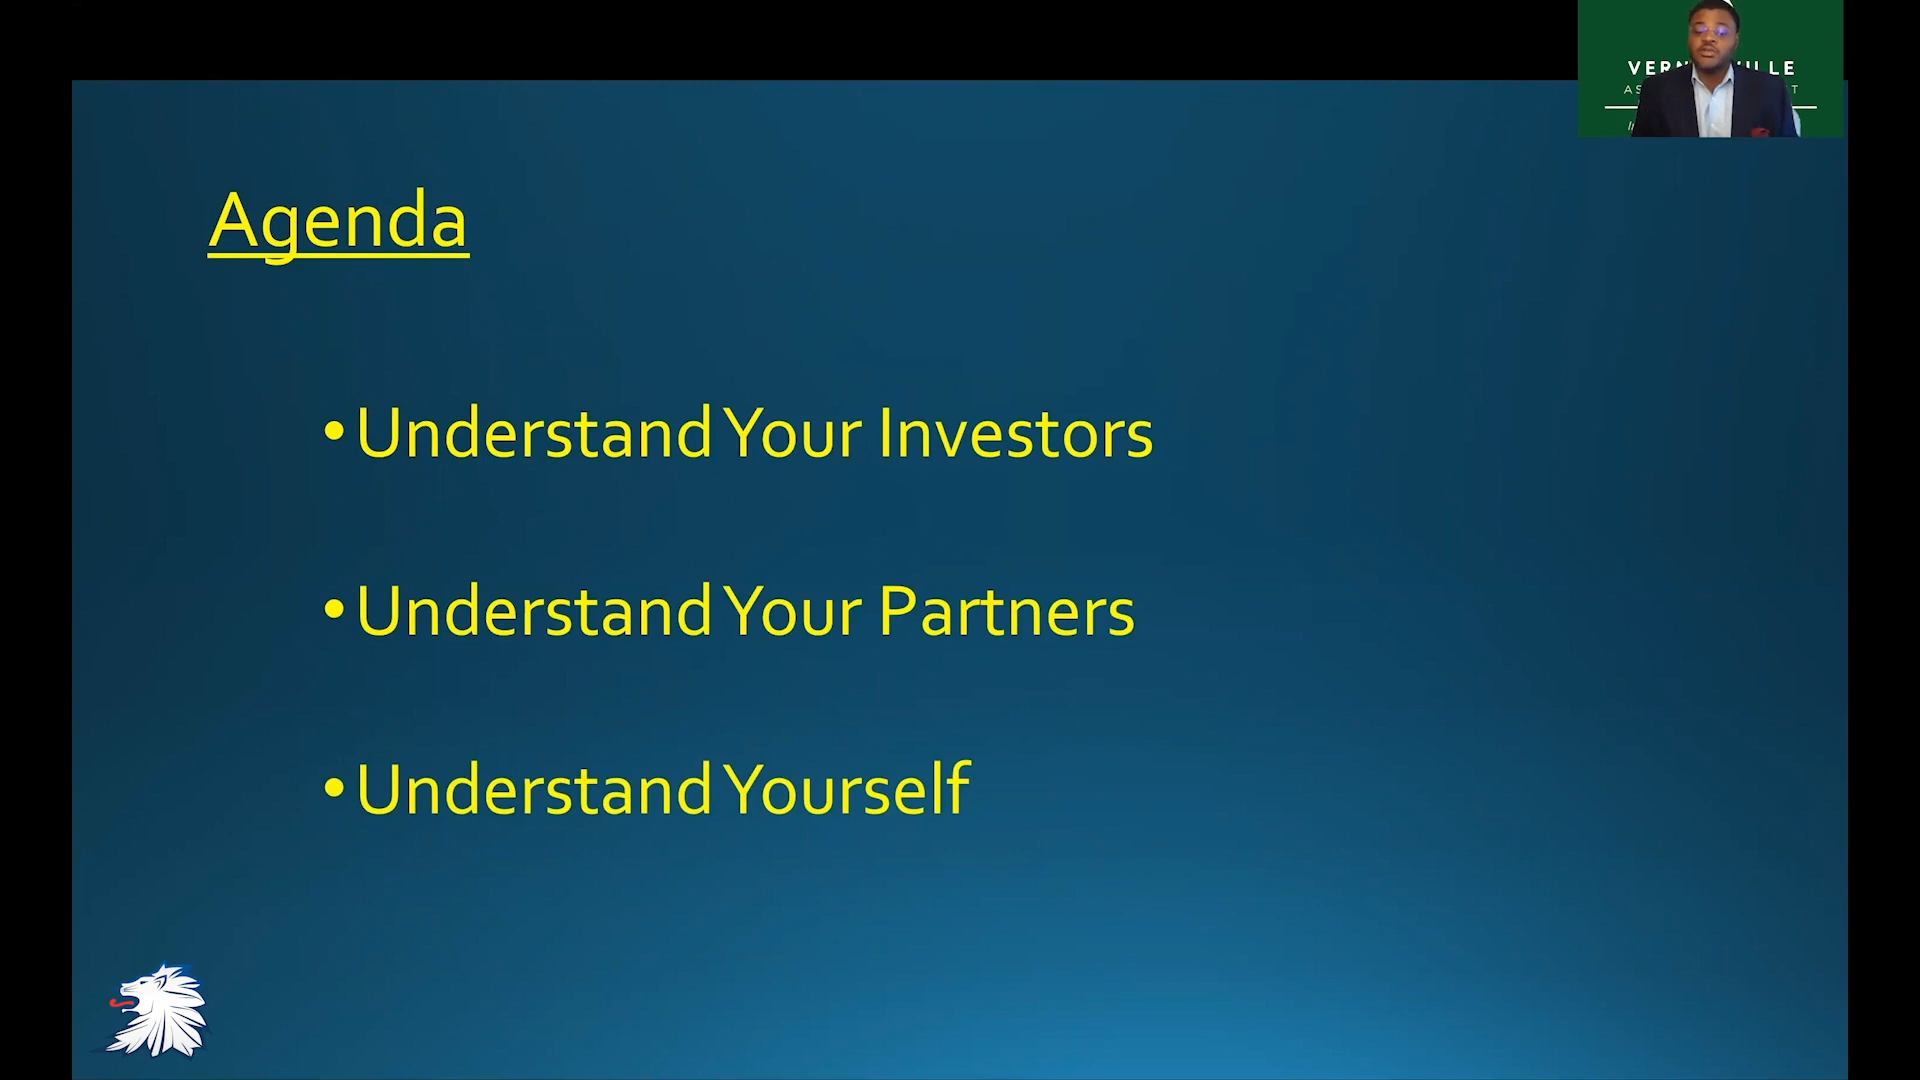 Agenda
• Understand Your Investors
• Understand Your Partners
• Understand Yourself